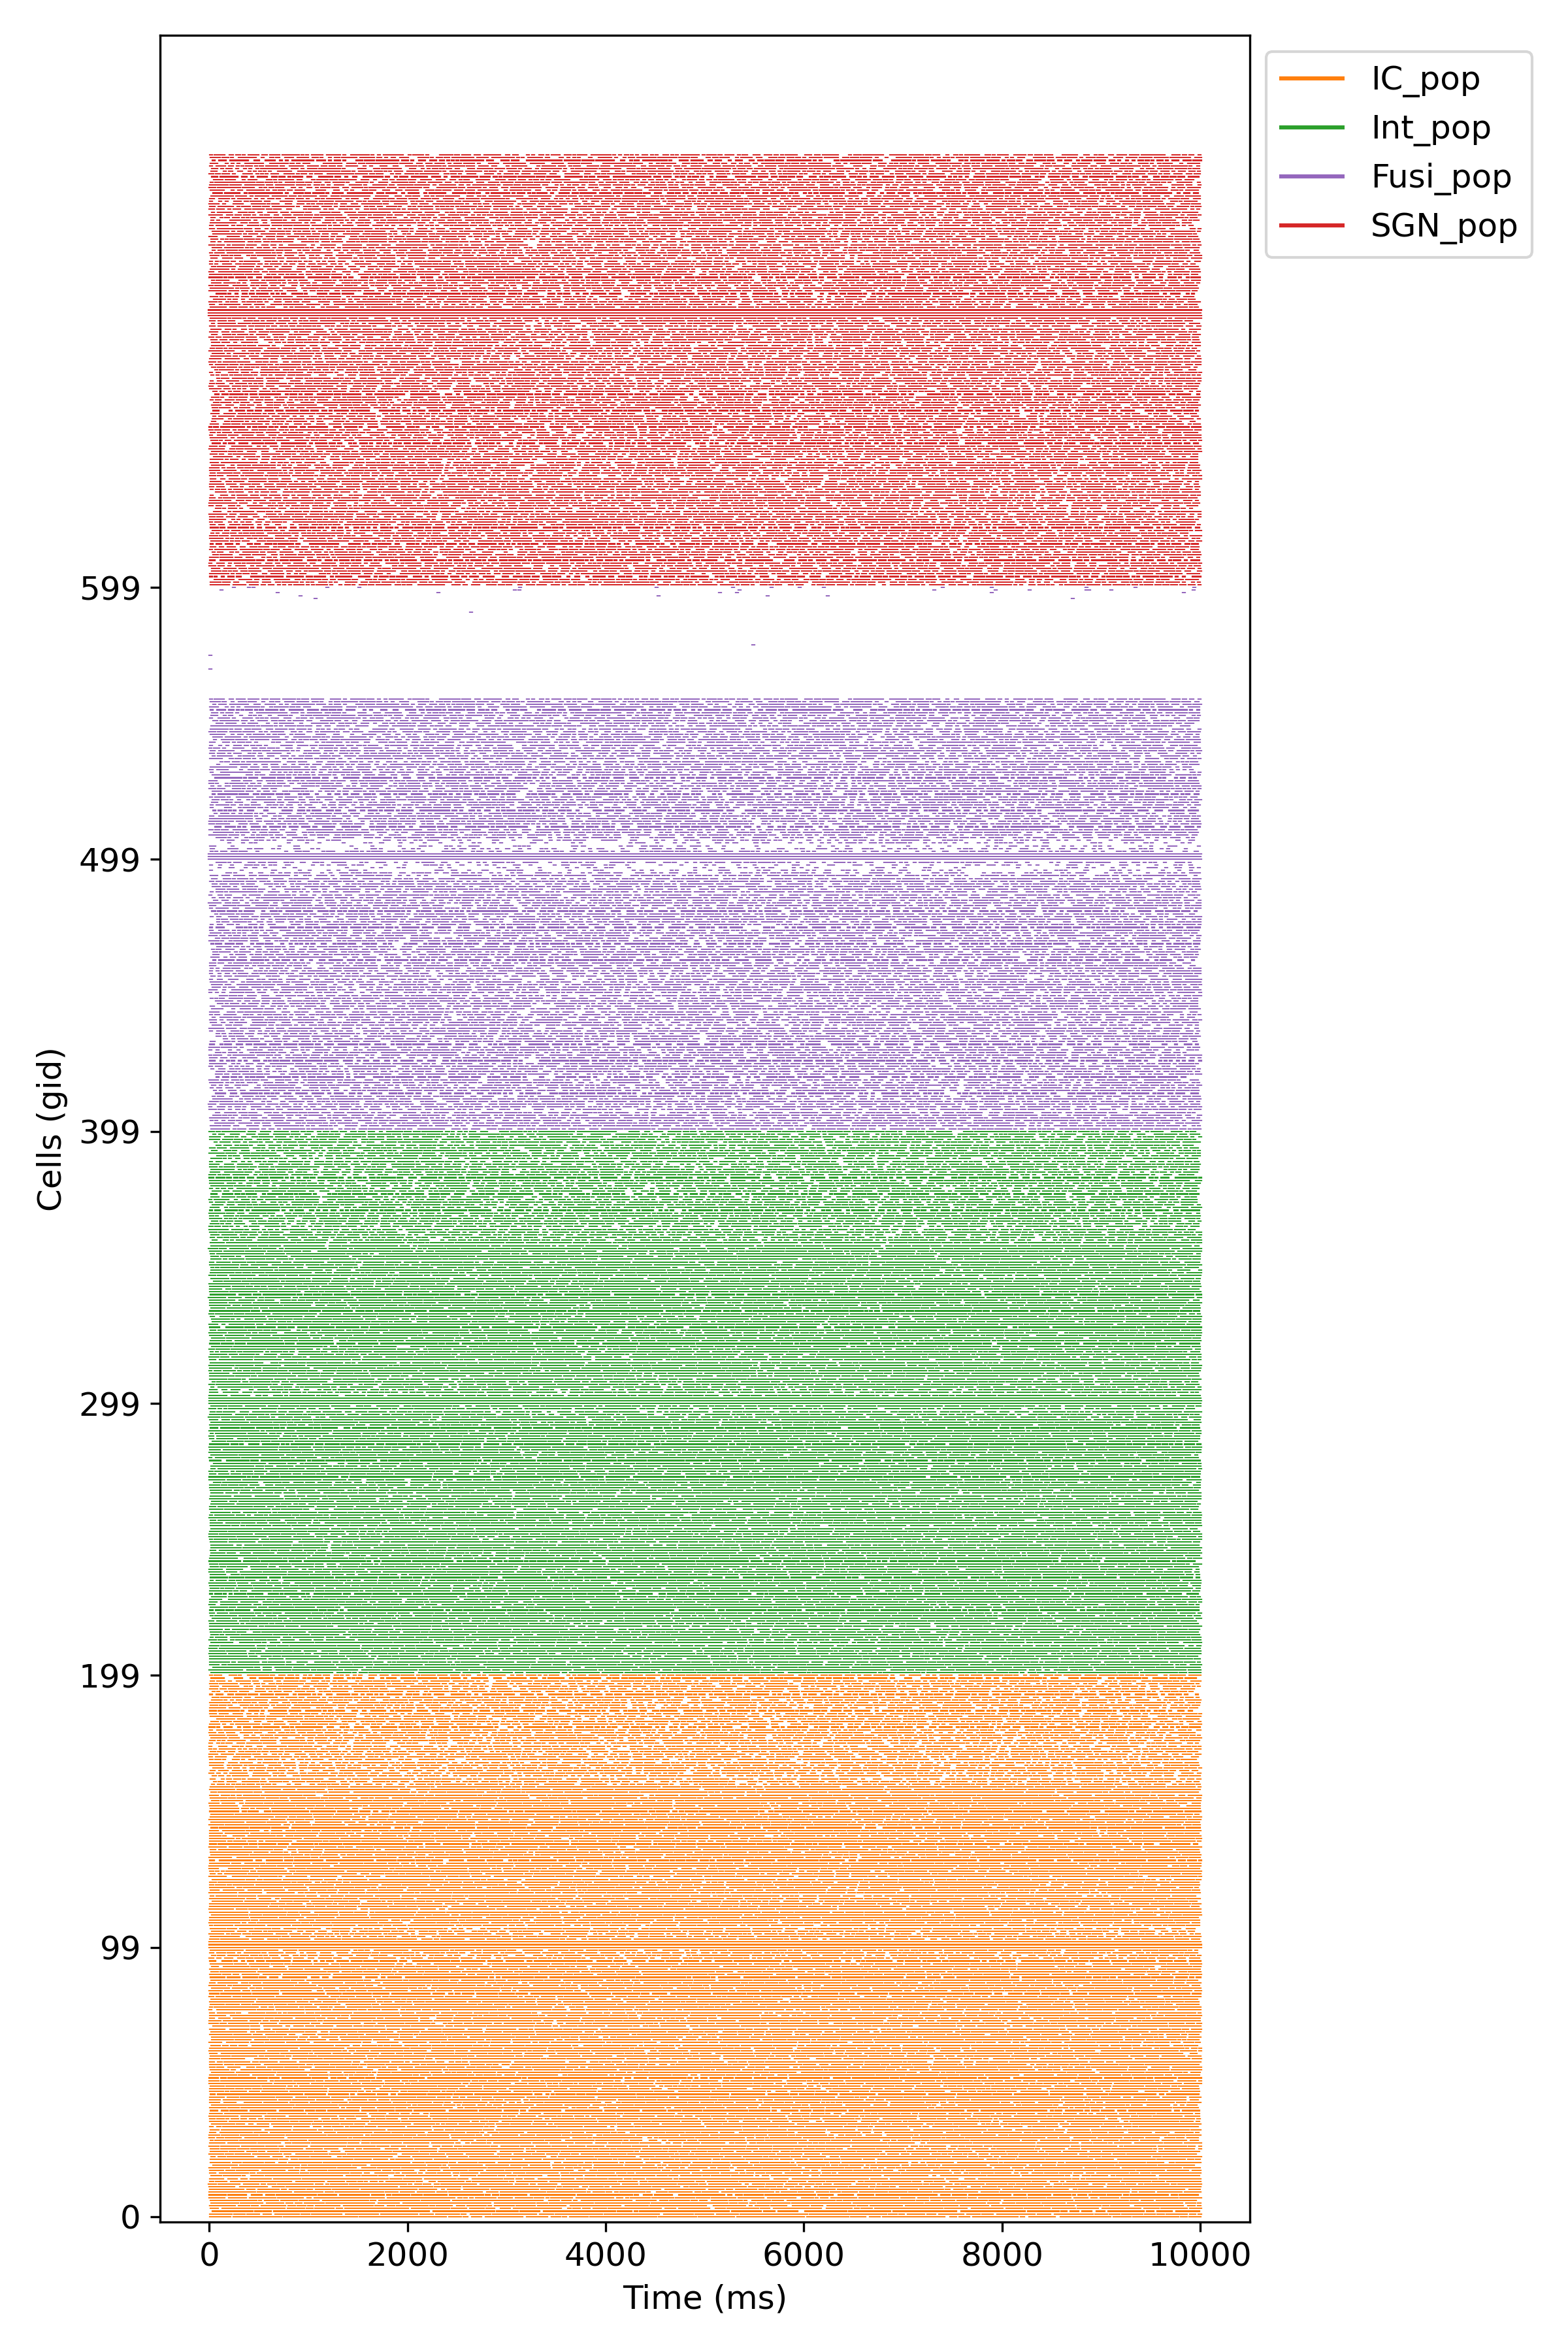 IC_pop
Int_pop
Fusi_pop
SGN_pop
599
499
399
299
199
99
0
Cells (gid)
0 2000 4000 6000 8000 10000
Time (ms)